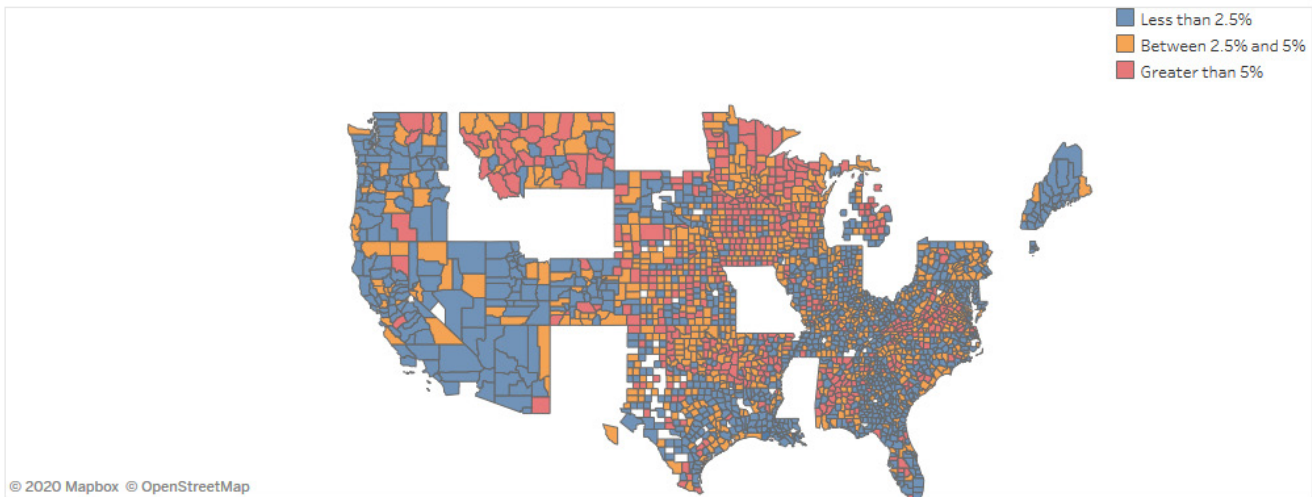 Less than 2.5%
Between 2.5% and 5%
Greater than 5%
© 2020 Mapbox © OpenStreetMap